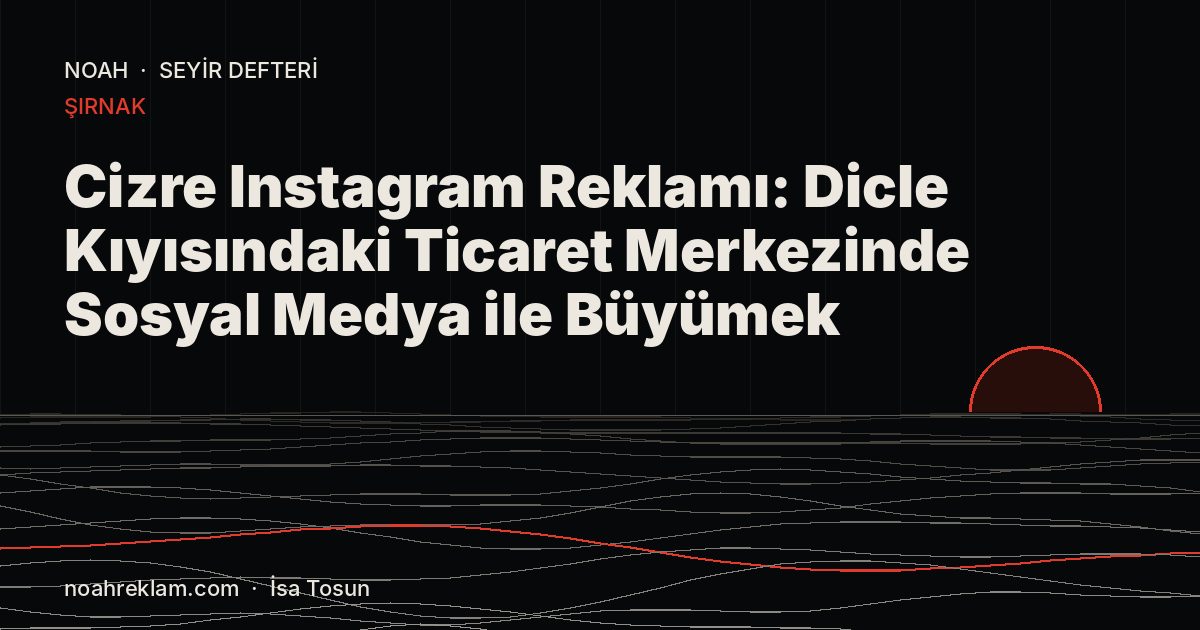 NOAH · SEYİR DEFTERİ
ŞIRNAK
Cizre Instagram Reklamı: Dicle
Kıyısındaki Ticaret Merkezinde
Sosyal Medya ile Büyümek
noahreklam.com · İsa Tosun